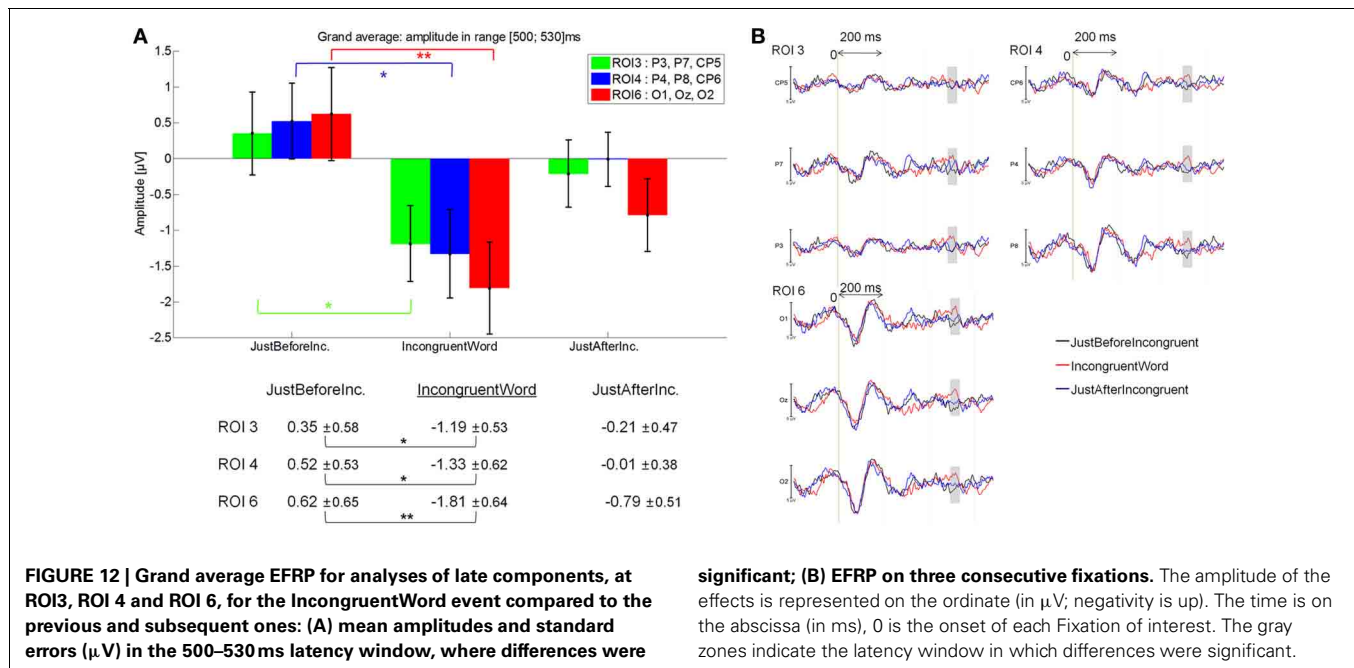 A
Grand average: amplitude in range [500; 530]ms
1.5
1
0.5
0
-0.5
-1
-1.5
-2
-2.5
Amplitude [µV]
**
*
*
ROI3 : P3, P7, CP5
ROI4 : P4, P8, CP6
ROI6 : O1, Oz, O2
JustBeforeInc. IncongruentWord JustAfterInc.
JustBeforeInc. IncongruentWord JustAfterInc.
ROI 3 0.35 ±0.58 -1.19 ±0.53 -0.21 ±0.47
*
ROI 4 0.52 ±0.53 -1.33 ±0.62 -0.01 ±0.38
*
ROI 6 0.62 ±0.65 -1.81 ±0.64 -0.79 ±0.51
**
B
ROI 3
0 200 ms
CP5
P7
P3
ROI 4
0 200 ms
CP6
P4
P8
ROI 6
0 200 ms
O1
Oz
O2
JustBeforeIncongruent
IncongruentWord
JustAfterIncongruent
FIGURE 12 | Grand average EFRP for analyses of late components, at
ROI3, ROI 4 and ROI 6, for the IncongruentWord event compared to the
previous and subsequent ones: (A) mean amplitudes and standard
errors (µV) in the 500–530 ms latency window, where differences were
significant; (B) EFRP on three consecutive fixations. The amplitude of the
effects is represented on the ordinate (in µV; negativity is up). The time is on
the abscissa (in ms), 0 is the onset of each Fixation of interest. The gray
zones indicate the latency window in which differences were significant.